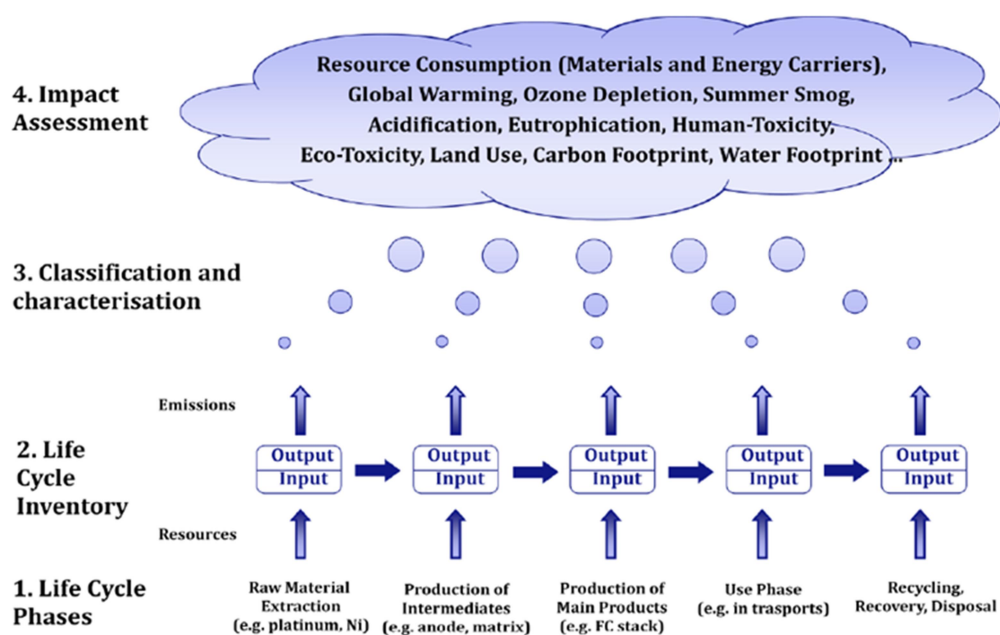 4. Impact
Assessment
Resource Consumption (Materials and Energy Carriers),
Global Warming, Ozone Depletion, Summer Smog,
Acidification, Eutrophication, Human-Toxicity,
Eco-Toxicity, Land Use, Carbon Footprint, Water Footprint ...
3. Classification and
characterisation
Emissions
2. Life
Cycle
Inventory
Output
Input
Output
Input
Output
Input
Output
Input
Output
Input
Resources
1. Life Cycle
Phases
Raw Material
Extraction
(e.g. platinum, Ni)
Production of
Intermediates
(e.g. anode, matrix)
Production of
Main Products
(e.g. FC stack)
Use Phase
(e.g. in trasports)
Recycling,
Recovery, Disposal